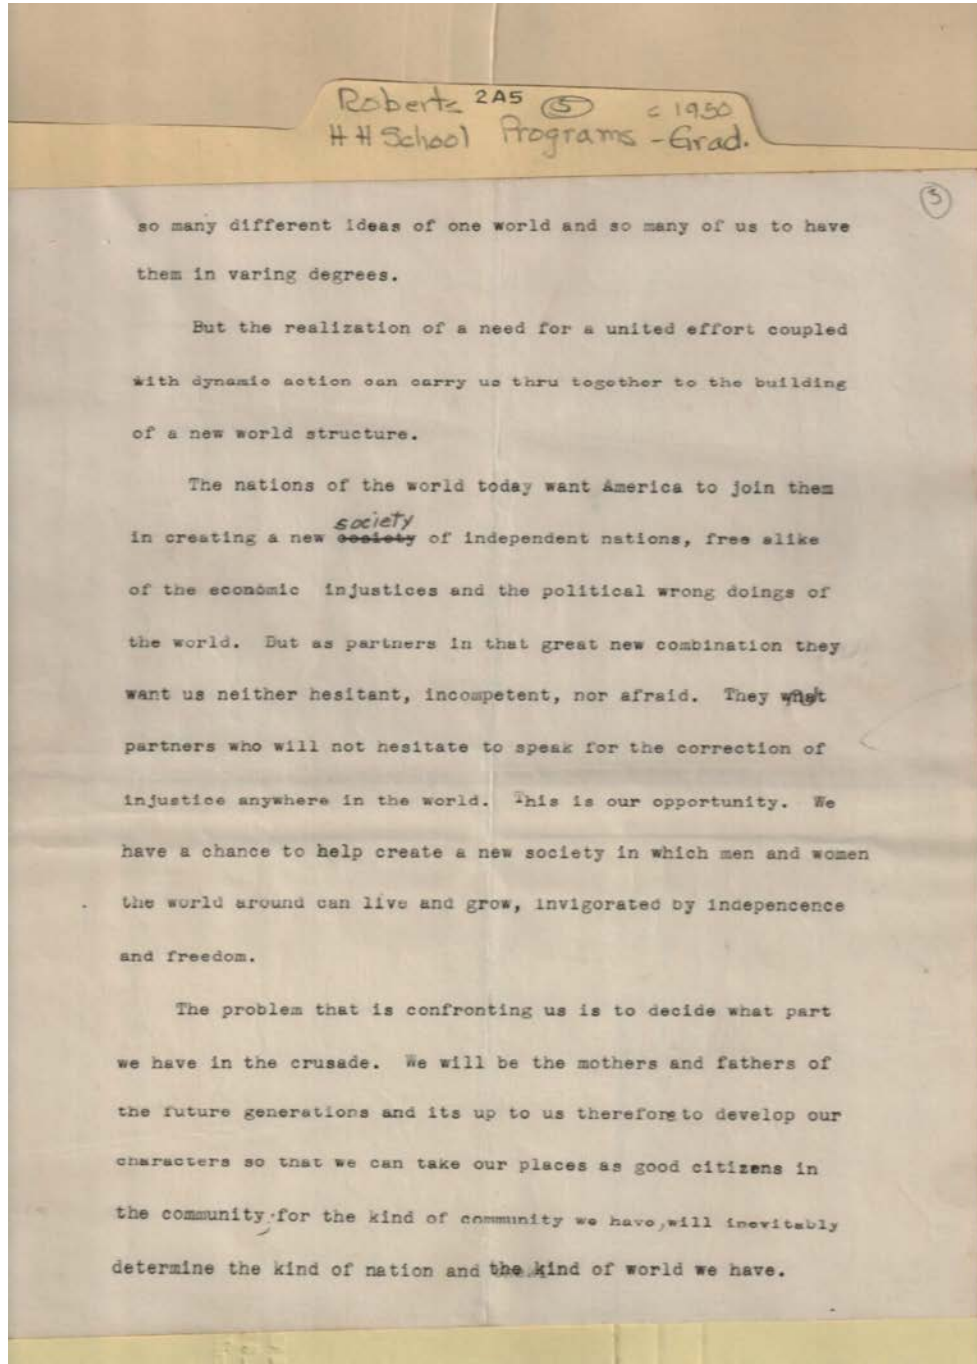 Roberts 2A5 5 c 1950
HH School Programs - Grad.
3
so many different ideas of one world and so many of us to have
them in varing degrees.
But the realization of a need for a united effort coupled
with dynamic action can carry us thru together to the building
of a new world structure.
The nations of the world today want America to join them
society
in creating a new of independent nations, free alike
of the economic injustices and the political wrong doings of
the world. But as partners in that great new combination they
want us neither hesitant, incompetent, nor afraid. They want
partners who will not hesitate to speak for the correction of
injustice anywhere in the world. This is our opportunity. We
have a chance to help create a new society in which men and women
the world around can live and grow, invigorated by indepencence
and freedom.
The problem that is confronting us is to decide what part
we have in the crusade. We will be the mothers and fathers of
the future generations and its up to us therefore to develop our
characters so that we can take our places as good citizens in
the community, for the kind of community we have, will inevitably
determine the kind of nation and the kind of world we have.